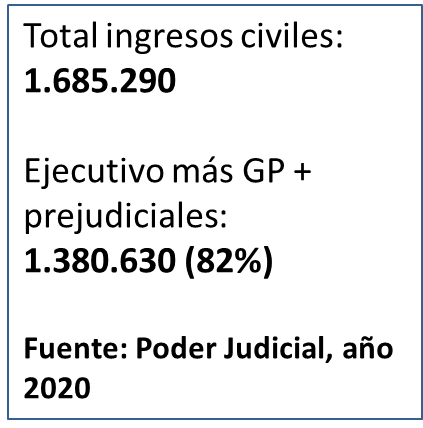 Total ingresos civiles:
1.685.290
Ejecutivo más GP +
prejudiciales:
1.380.630 (82%)
Fuente: Poder Judicial, año
2020